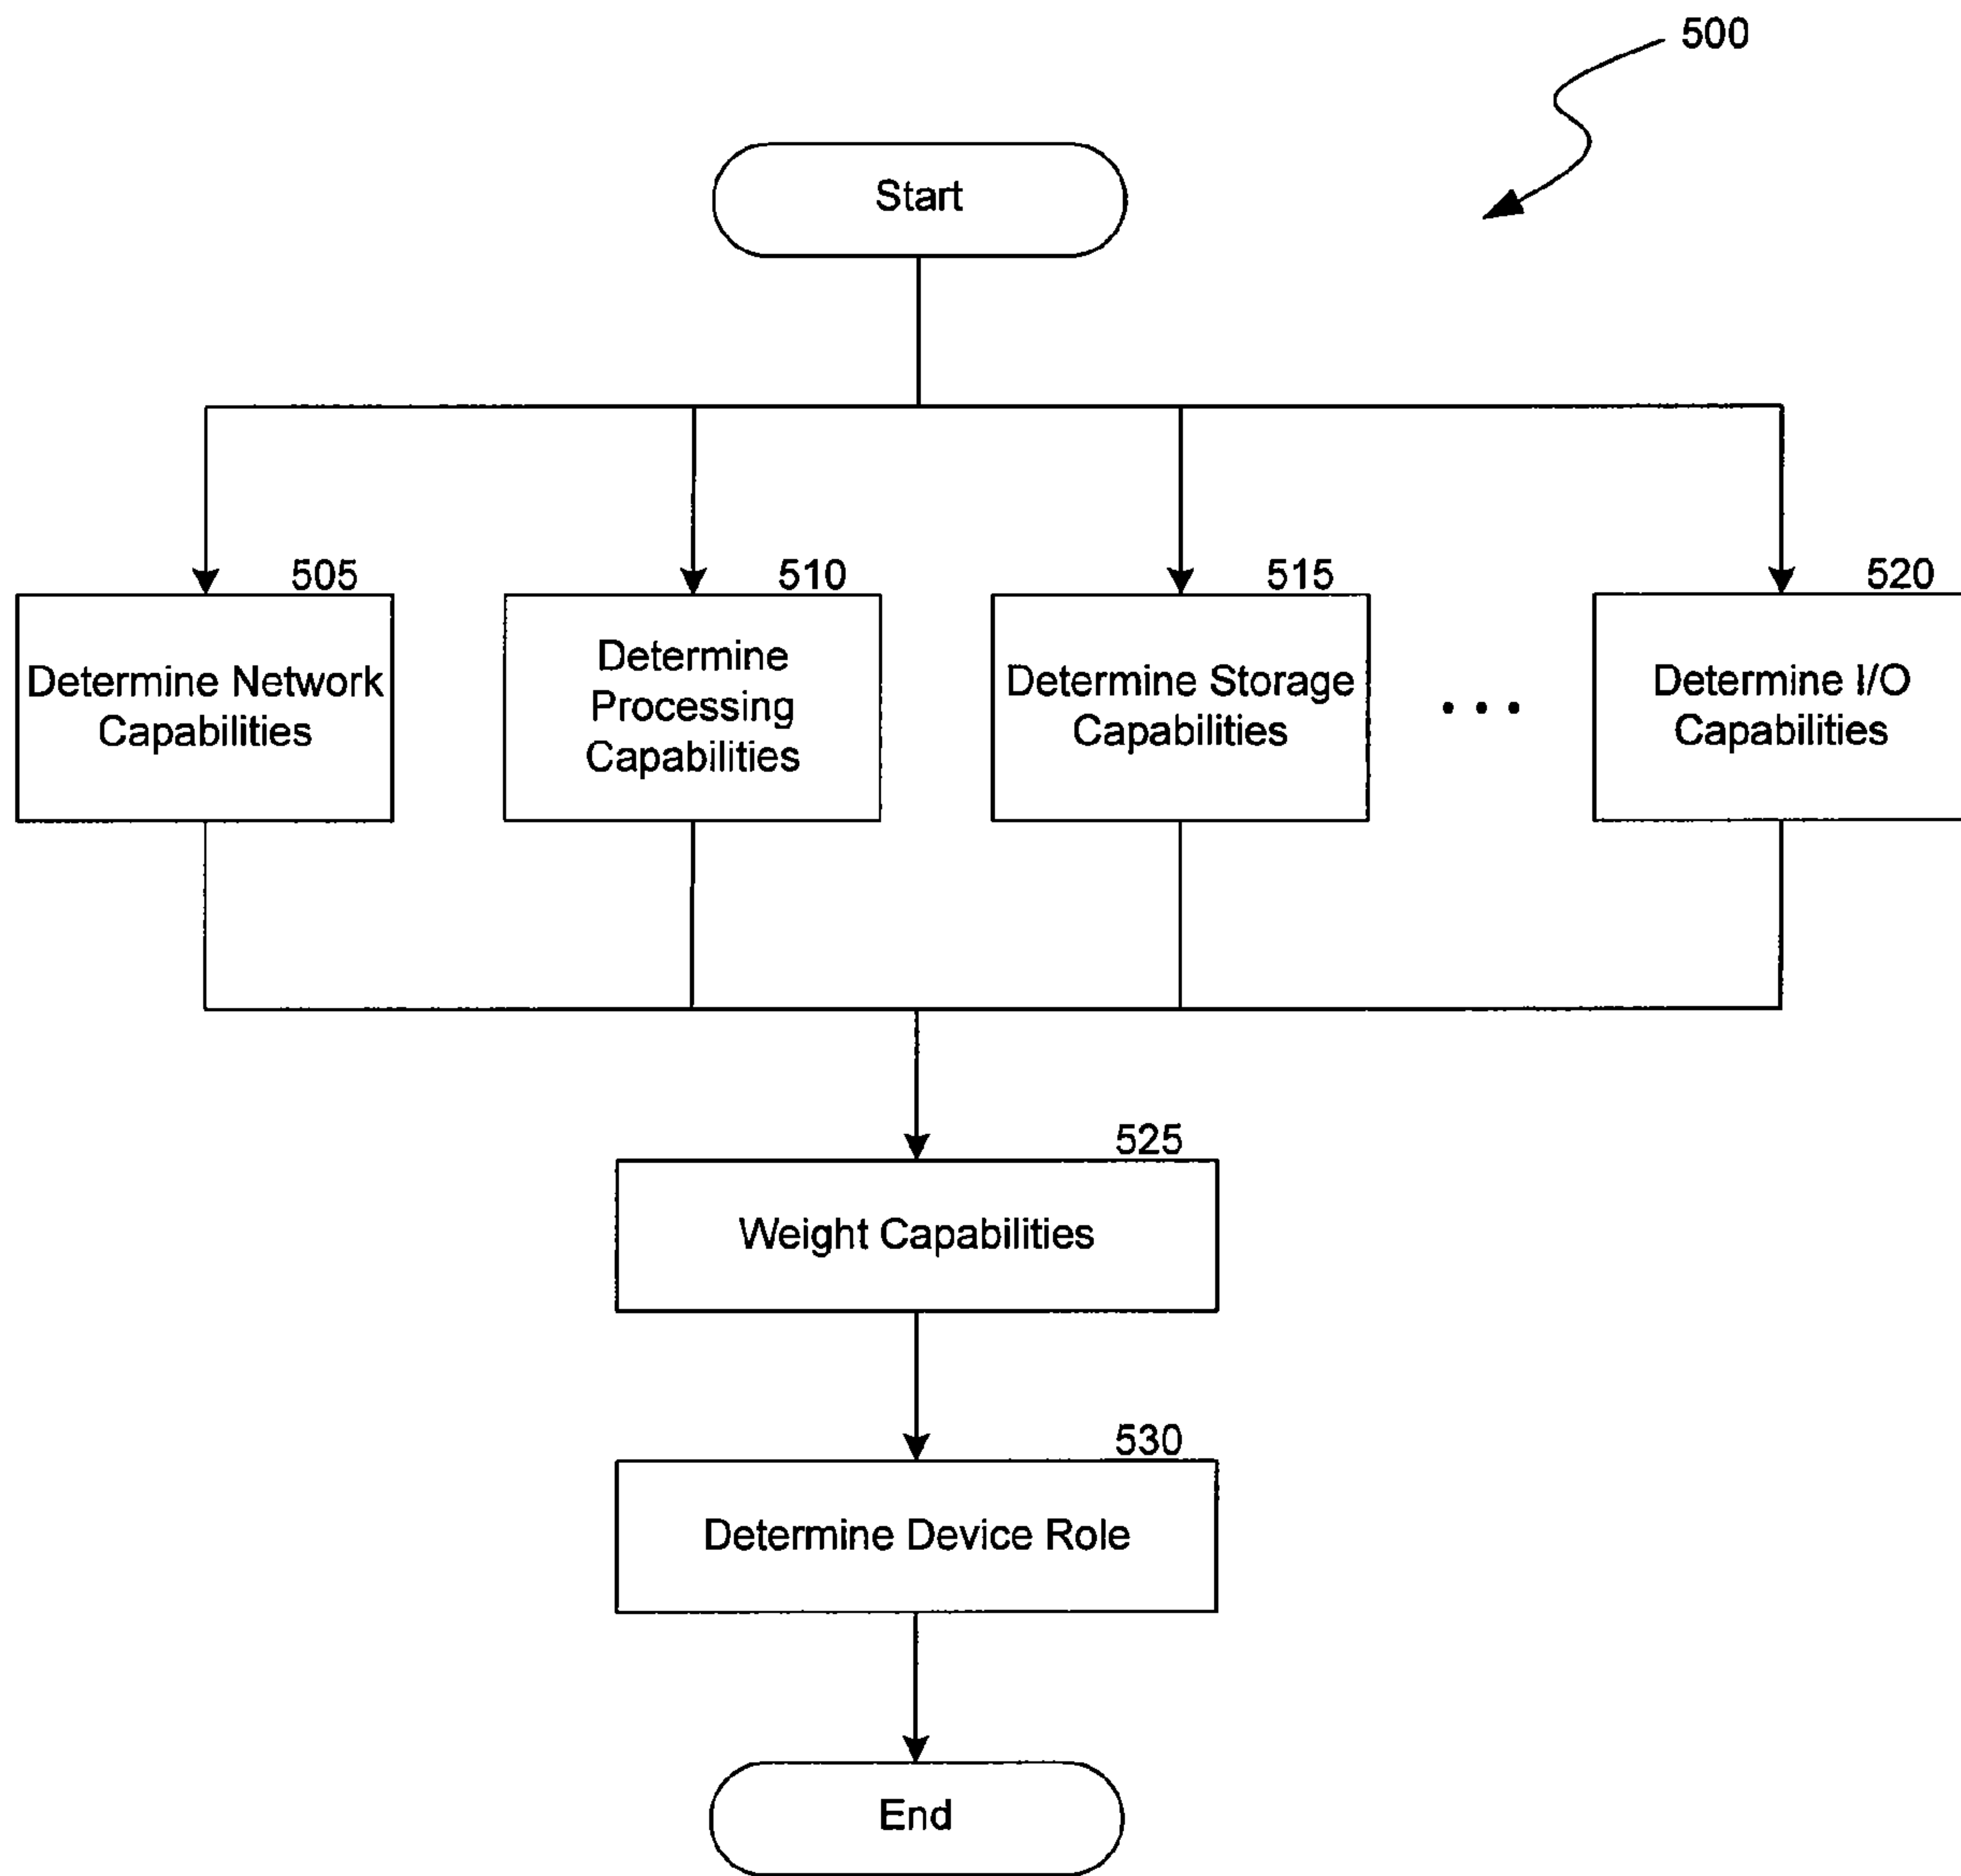 500
Start
505
Determine Network
Capabilities
510
Determine
Processing
Capabilities
515
Determine Storage
Capabilities
...
520
Determine I/O
Capabilities
525
Weight Capabilities
530
Determine Device Role
End